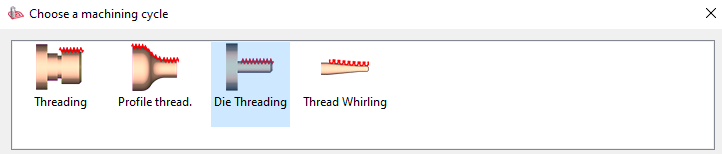 Choose a machining cycle
Threading
Profile thread.
Die Threading
Thread Whirling